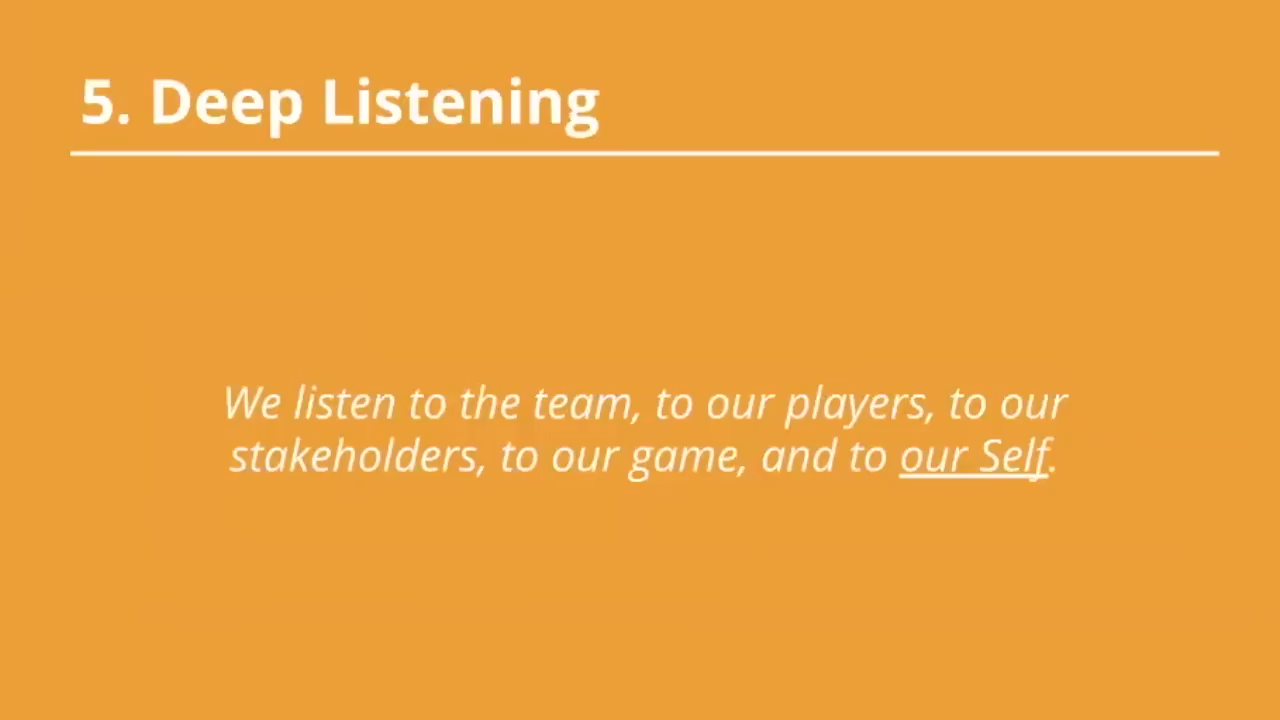 5. Deep Listening
We listen to the team, to our players, to our
stakeholders, to our game, and to our Self.